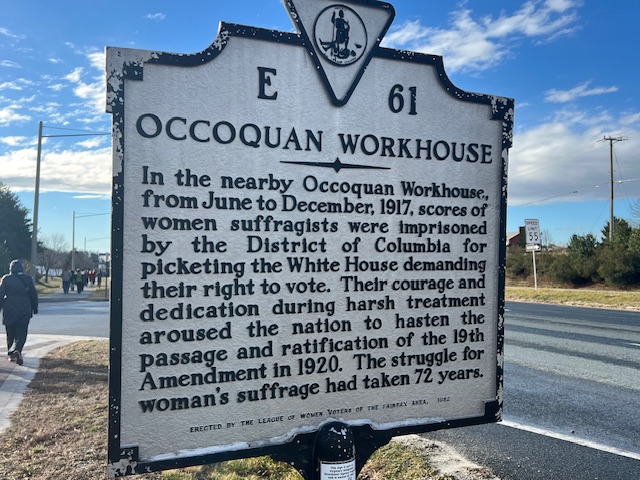 E 61
OCCOQUAN WORKHOUSE
In the nearby Occoquan Workhouse,
from June to December, 1917, scores of
women suffragists were imprisoned
by the District of Columbia for
picketing the White House demanding
their right to vote. Their courage and
dedication during harsh treatment
aroused the nation to hasten the
passage and ratification of the 19th
Amendment in 1920. The struggle for
woman's suffrage had taken 72 years.
ERECTED BY THE LEAGUE OF WOMEN VOTERS OF THE FAIRFAX AREA, 1982
SPEED
LIMIT
35